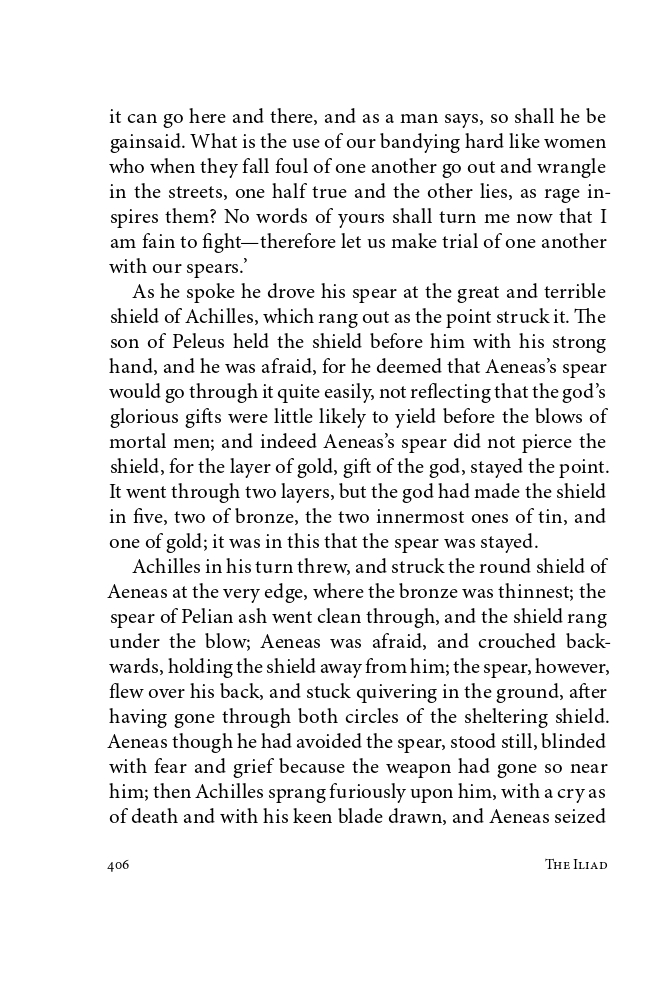 it can go here and there, and as a man says, so shall he be
gainsaid. What is the use of our bandying hard like women
who when they fall foul of one another go out and wrangle
in the streets, one half true and the other lies, as rage in-
spires them? No words of yours shall turn me now that I
am fain to fight—therefore let us make trial of one another
with our spears.’
As he spoke he drove his spear at the great and terrible
shield of Achilles, which rang out as the point struck it. The
son of Peleus held the shield before him with his strong
hand, and he was afraid, for he deemed that Aeneas’s spear
would go through it quite easily, not reflecting that the god’s
glorious gifts were little likely to yield before the blows of
mortal men; and indeed Aeneas’s spear did not pierce the
shield, for the layer of gold, gift of the god, stayed the point.
It went through two layers, but the god had made the shield
in five, two of bronze, the two innermost ones of tin, and
one of gold; it was in this that the spear was stayed.
Achilles in his turn threw, and struck the round shield of
Aeneas at the very edge, where the bronze was thinnest; the
spear of Pelian ash went clean through, and the shield rang
under the blow; Aeneas was afraid, and crouched back-
wards, holding the shield away from him; the spear, however,
flew over his back, and stuck quivering in the ground, after
having gone through both circles of the sheltering shield.
Aeneas though he had avoided the spear, stood still, blinded
with fear and grief because the weapon had gone so near
him; then Achilles sprang furiously upon him, with a cry as
of death and with his keen blade drawn, and Aeneas seized
406 The Iliad